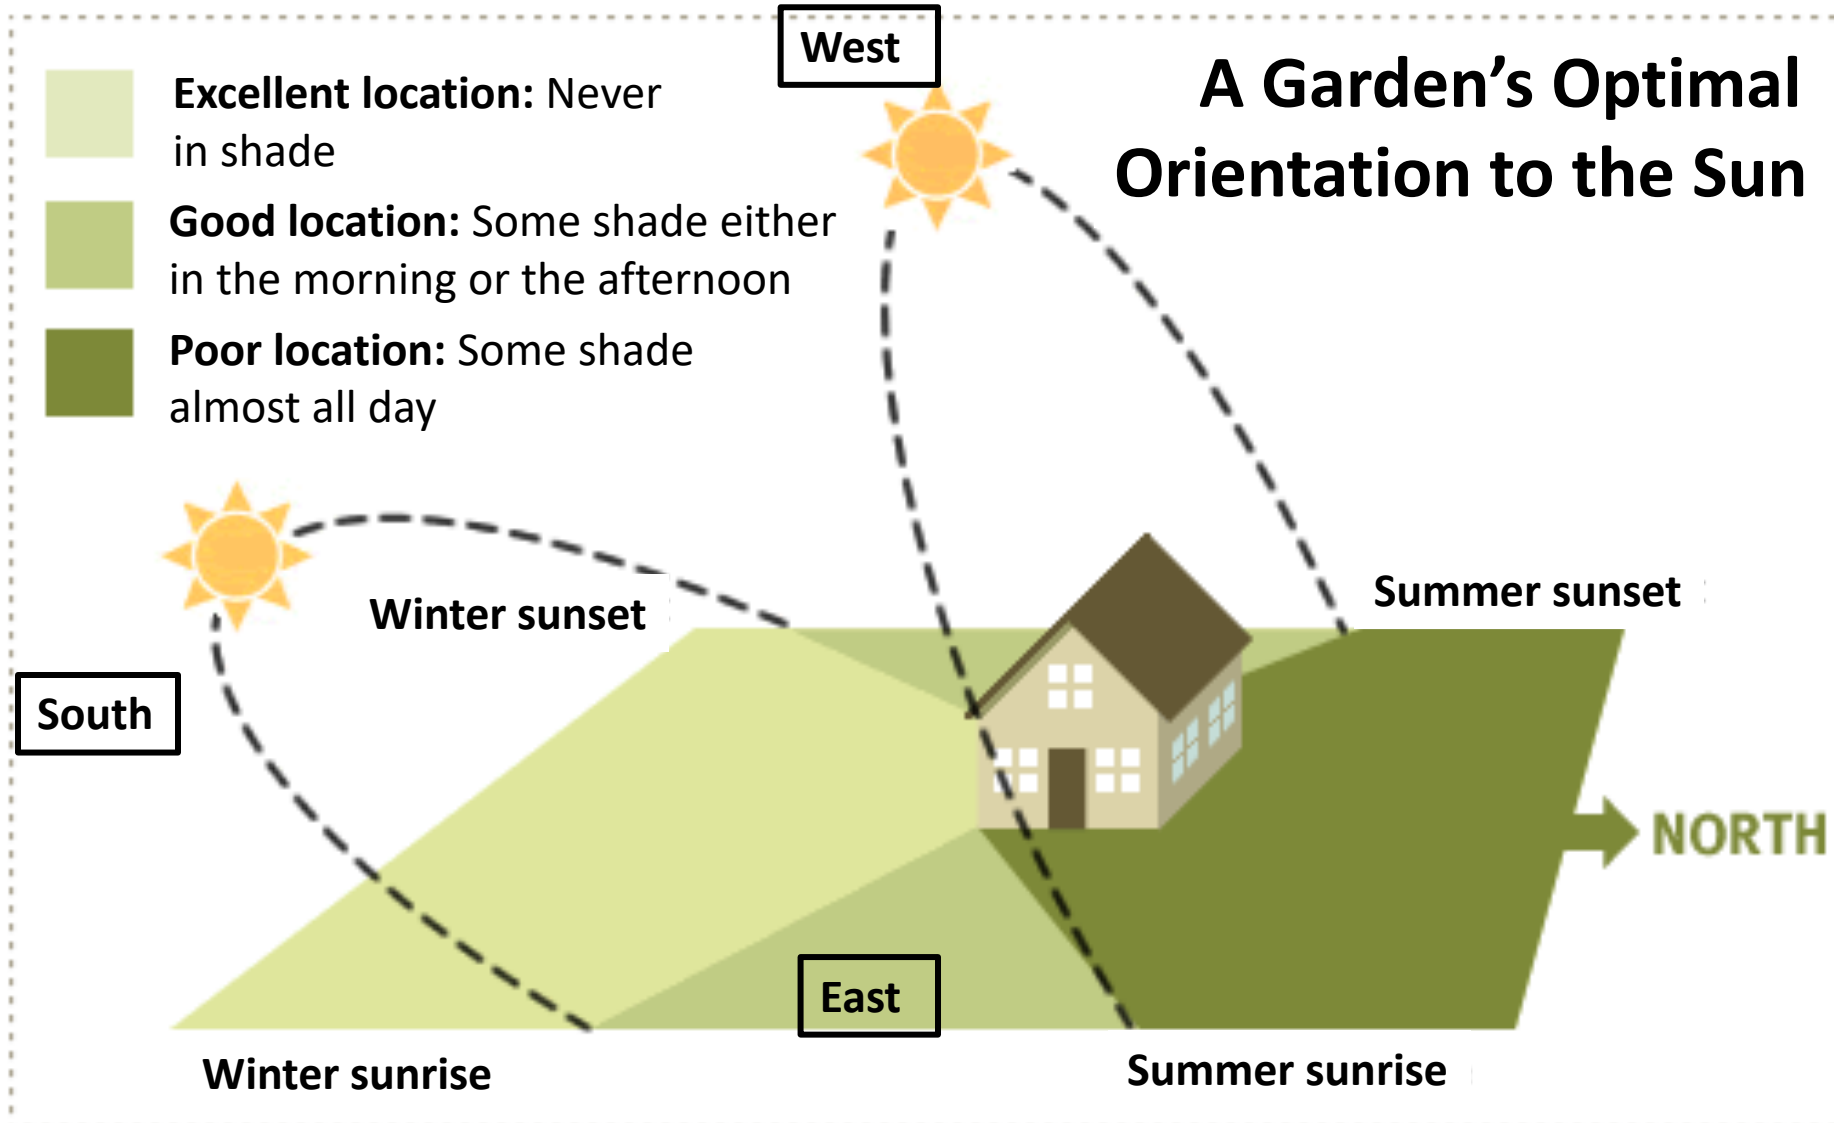 West
A Garden’s Optimal
Orientation to the Sun
Excellent location: Never
in shade
Good location: Some shade either
in the morning or the afternoon
Poor location: Some shade
almost all day
Winter sunset
Summer sunset
South
NORTH
East
Winter sunrise
Summer sunrise